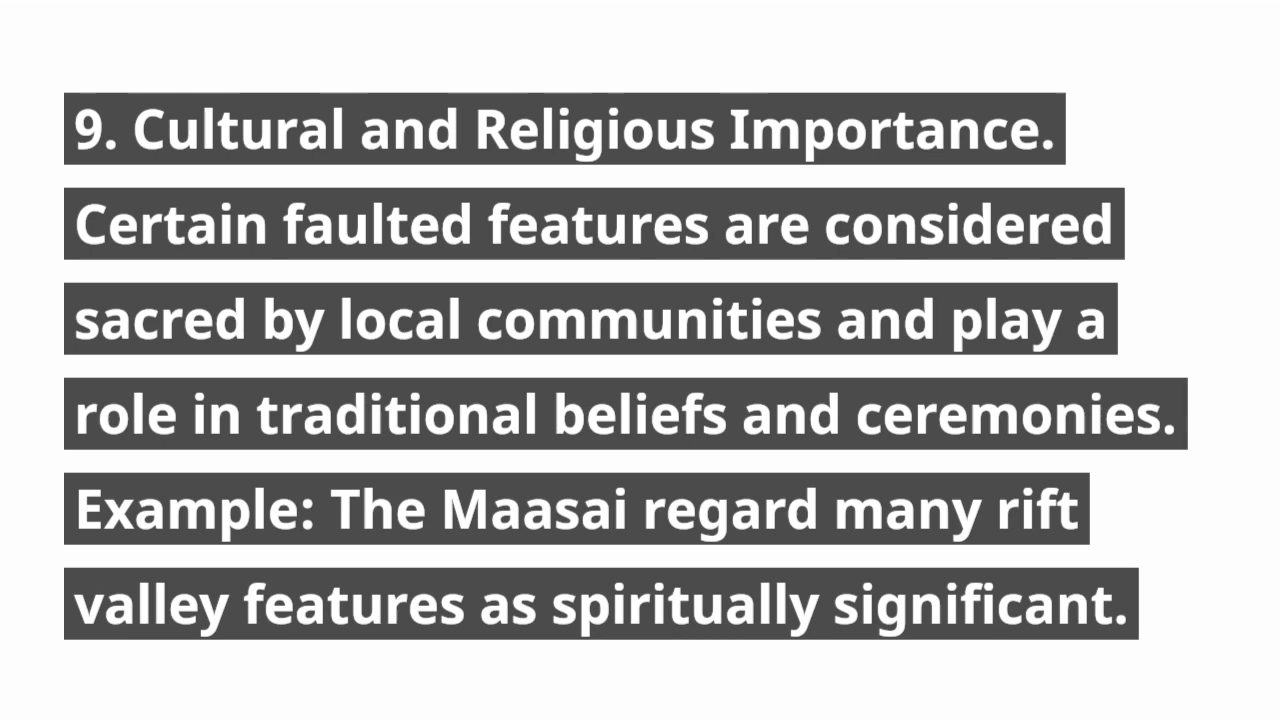 9. Cultural and Religious Importance.
Certain faulted features are considered
sacred by local communities and play a
role in traditional beliefs and ceremonies.
Example: The Maasai regard many rift
valley features as spiritually significant.